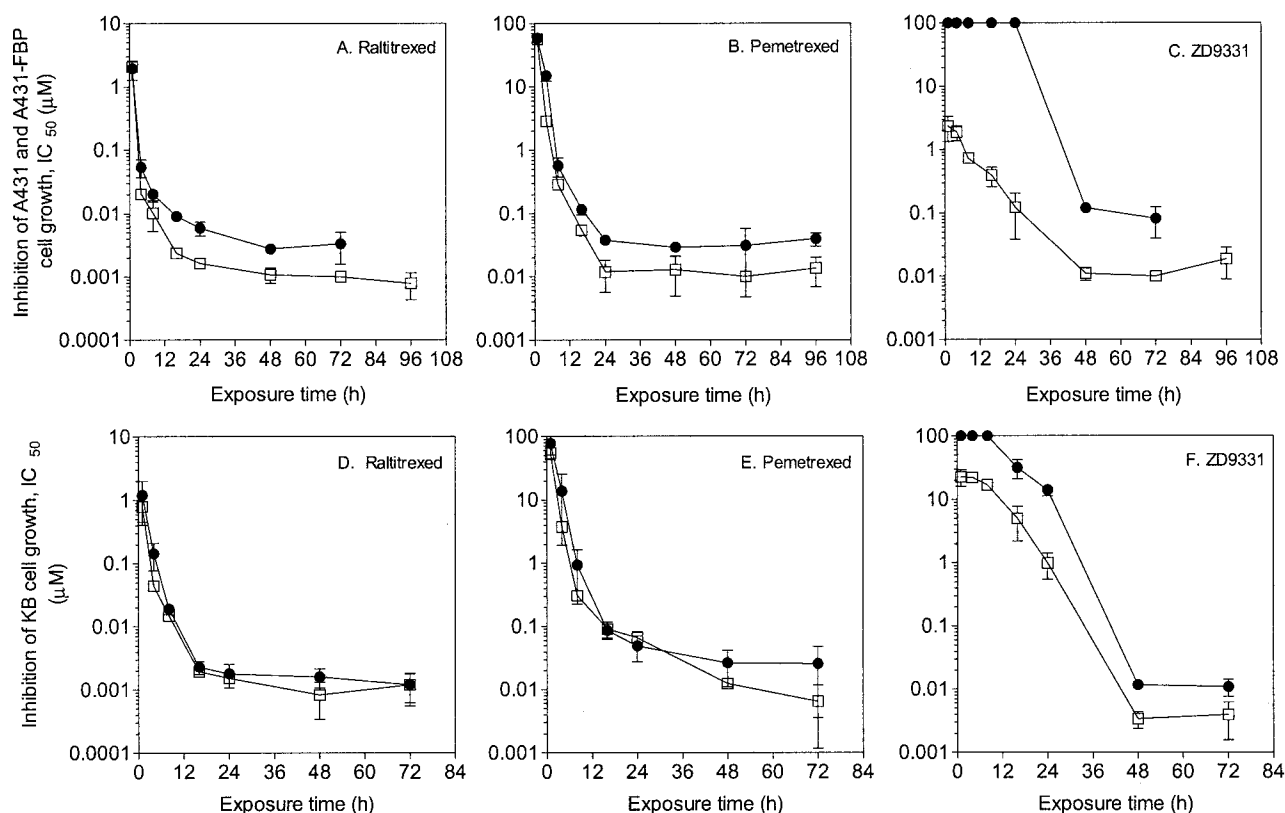 Inhibition of A431 and A431-FBP
cell growth, IC 50 (µM)
10
1
0.1
0.01
0.001
0.0001
A. Raltitrexed
0 12 24 36 48 60 72 84 96 108
Exposure time (h)
100
10
1
0.1
0.01
0.001
B. Pemetrexed
0 12 24 36 48 60 72 84 96 108
Exposure time (h)
100
10
1
0.1
0.01
0.001
C. ZD9331
0 12 24 36 48 60 72 84 96 108
Exposure time (h)
Inhibition of KB cell growth, IC 50
(µM)
10
1
0.1
0.01
0.001
0.0001
D. Raltitrexed
0 12 24 36 48 60 72 84
Exposure time (h)
100
10
1
0.1
0.01
0.001
E. Pemetrexed
0 12 24 36 48 60 72 84
Exposure time (h)
100
10
1
0.1
0.01
0.001
F. ZD9331
0 12 24 36 48 60 72 84
Exposure time (h)